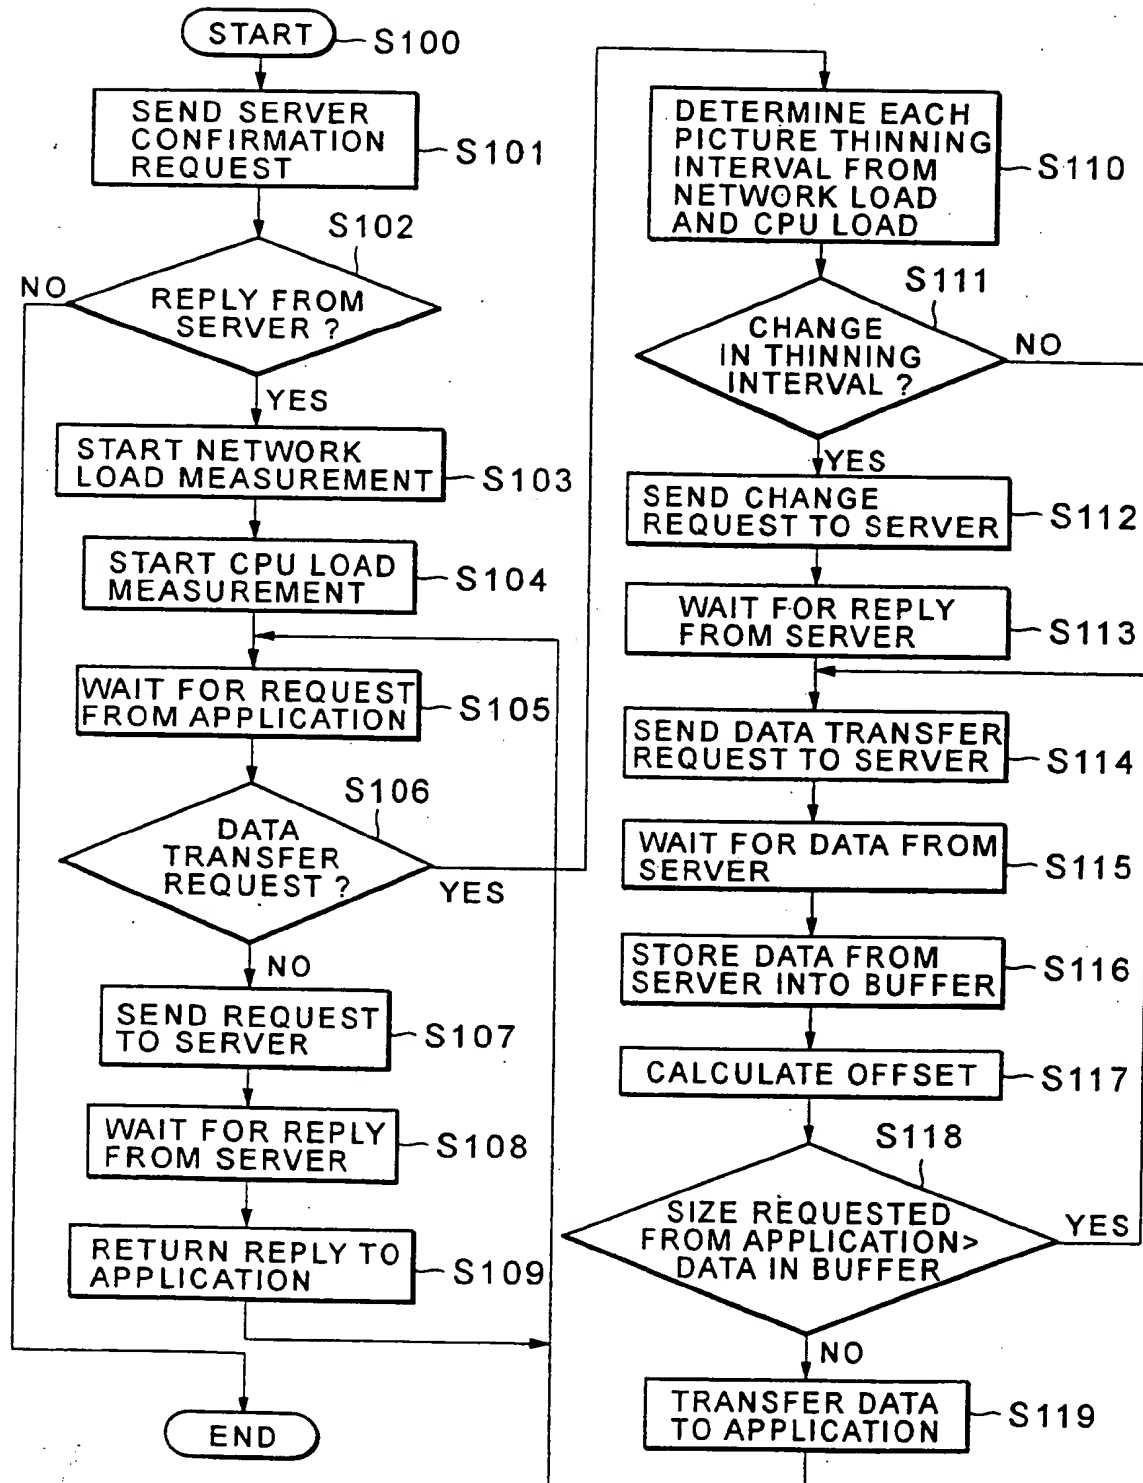 START
S100
SEND SERVER
CONFIRMATION
REQUEST
S101
S102
NO
REPLY FROM
SERVER ?
YES
START NETWORK
LOAD MEASUREMENT
S103
START CPU LOAD
MEASUREMENT
S104
WAIT FOR REQUEST
FROM APPLICATION
S105
S106
DATA
TRANSFER
REQUEST ?
YES
NO
SEND REQUEST
TO SERVER
S107
WAIT FOR REPLY
FROM SERVER
S108
RETURN REPLY TO
APPLICATION
S109
END
DETERMINE EACH
PICTURE THINNING
INTERVAL FROM
NETWORK LOAD
AND CPU LOAD
S110
S111
CHANGE
IN THINNING
INTERVAL ?
NO
YES
SEND CHANGE
REQUEST TO SERVER
S112
WAIT FOR REPLY
FROM SERVER
S113
SEND DATA TRANSFER
REQUEST TO SERVER
S114
WAIT FOR DATA FROM
SERVER
S115
STORE DATA FROM
SERVER INTO BUFFER
S116
CALCULATE OFFSET
S117
S118
SIZE REQUESTED
FROM APPLICATION>
DATA IN BUFFER
YES
NO
TRANSFER DATA
TO APPLICATION
S119